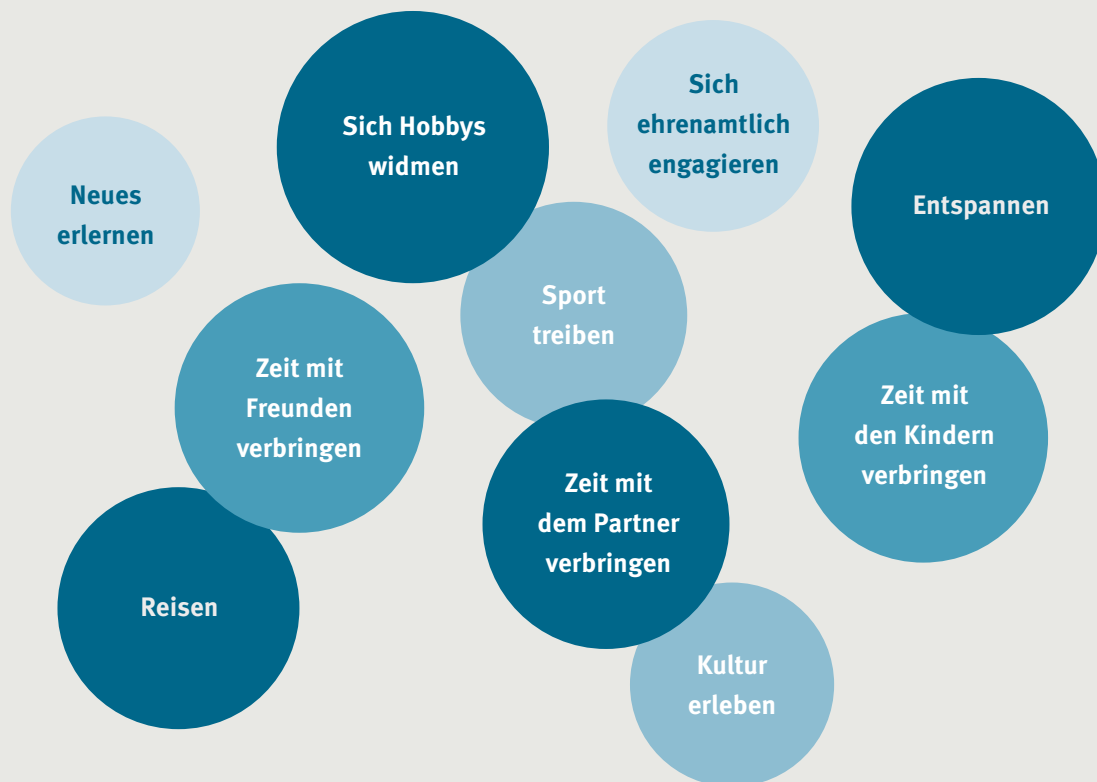 Sich Hobbys
widmen
Sich
ehrenamtlich
engagieren
Neues
erlernen
Entspannen
Sport
treiben
Zeit mit
Freunden
verbringen
Zeit mit
den Kindern
verbringen
Zeit mit
dem Partner
verbringen
Reisen
Kultur
erleben